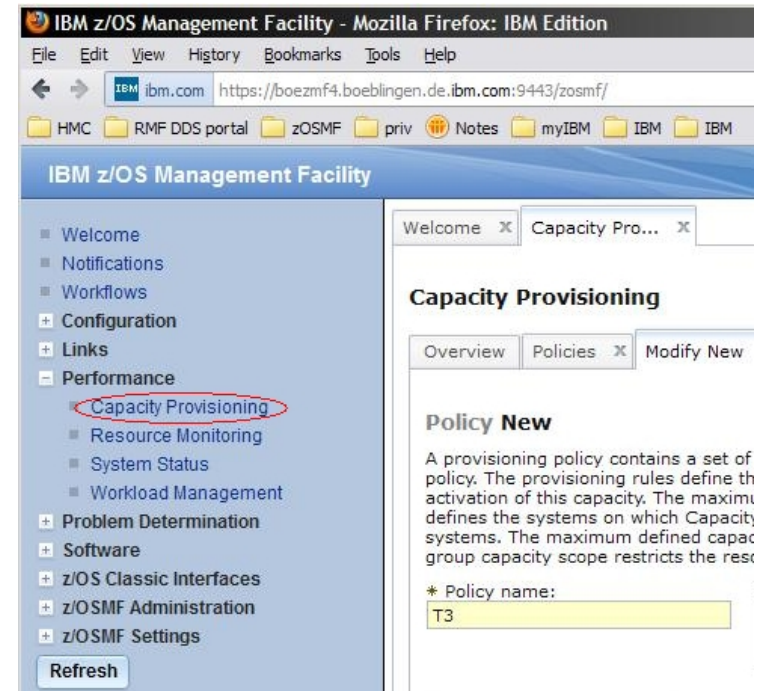 IBM z/OS Management Facility - Mozilla Firefox: IBM Edition
File Edit View History Bookmarks Tools Help
IBM ibm.com https://boezmf4.boeblingen.de.ibm.com:9443/zosmf/
HMC RMF DDS portal zOSMF priv Notes myIBM IBM IBM
IBM z/OS Management Facility
Welcome
Notifications
Workflows
Configuration
Links
Performance
Capacity Provisioning
Resource Monitoring
System Status
Workload Management
Problem Determination
Software
z/OS Classic Interfaces
z/OSMF Administration
z/OSMF Settings
Refresh
Welcome X Capacity Pro... X
Capacity Provisioning
Overview Policies X Modify New
Policy New
A provisioning policy contains a set of
policy. The provisioning rules define th
activation of this capacity. The maximu
defines the systems on which Capacity
systems. The maximum defined capac
group capacity scope restricts the reso
* Policy name:
T3